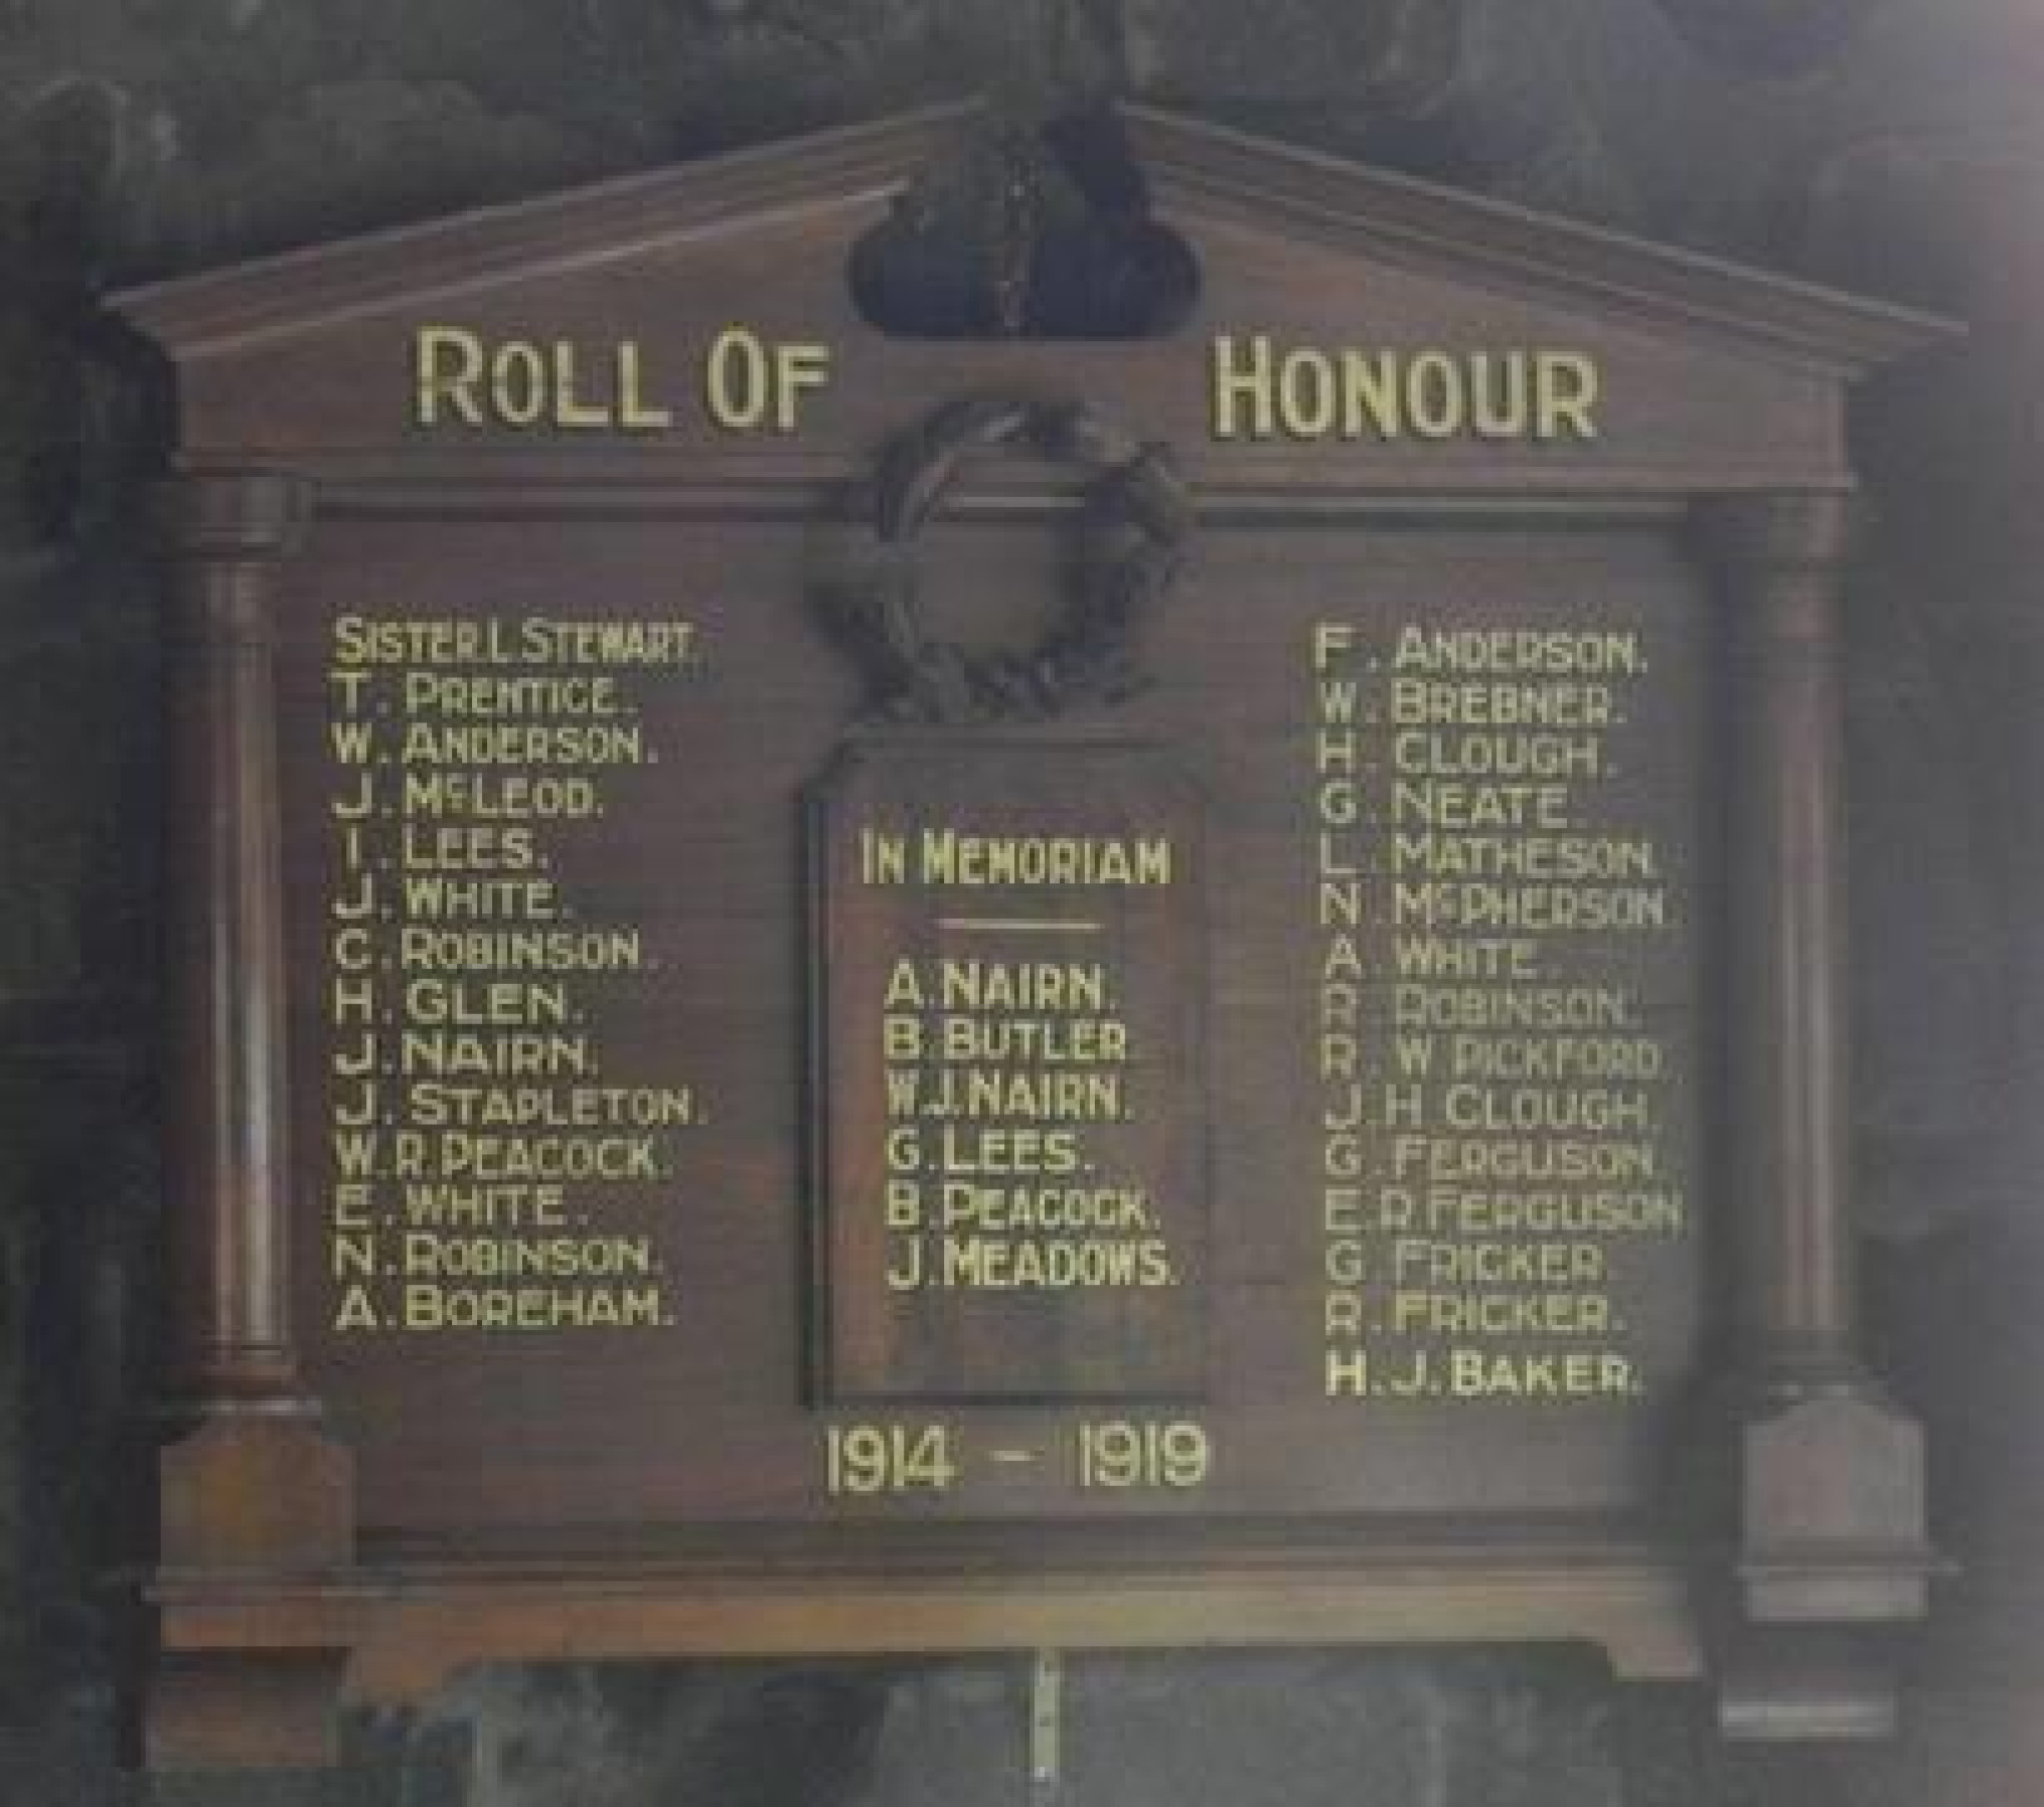 ROLL OF HONOUR
SISTER.L.STEWART.
T. PRENTICE.
W. ANDERSON.
J. McLEOD.
I. LEES.
J. WHITE.
C. ROBINSON.
H. GLEN.
J. NAIRN.
J. STAPLETON.
W.R.PEACOCK.
E. WHITE.
N. ROBINSON.
A. BOREHAM.
IN MEMORIAM
A. NAIRN.
B. BUTLER
W.J.NAIRN.
G. LEES.
B. PEACOCK.
J. MEADOWS.
F. ANDERSON.
W. BREBNER.
H. CLOUGH.
G. NEATE.
L. MATHESON.
N. McPHERSON.
A. WHITE.
R. ROBINSON.
R. W PICKFORD.
J.H CLOUGH.
G. FERGUSON.
E.R.FERGUSON
G. FRICKER.
R. FRICKER.
H.J.BAKER.
1914 - 1919